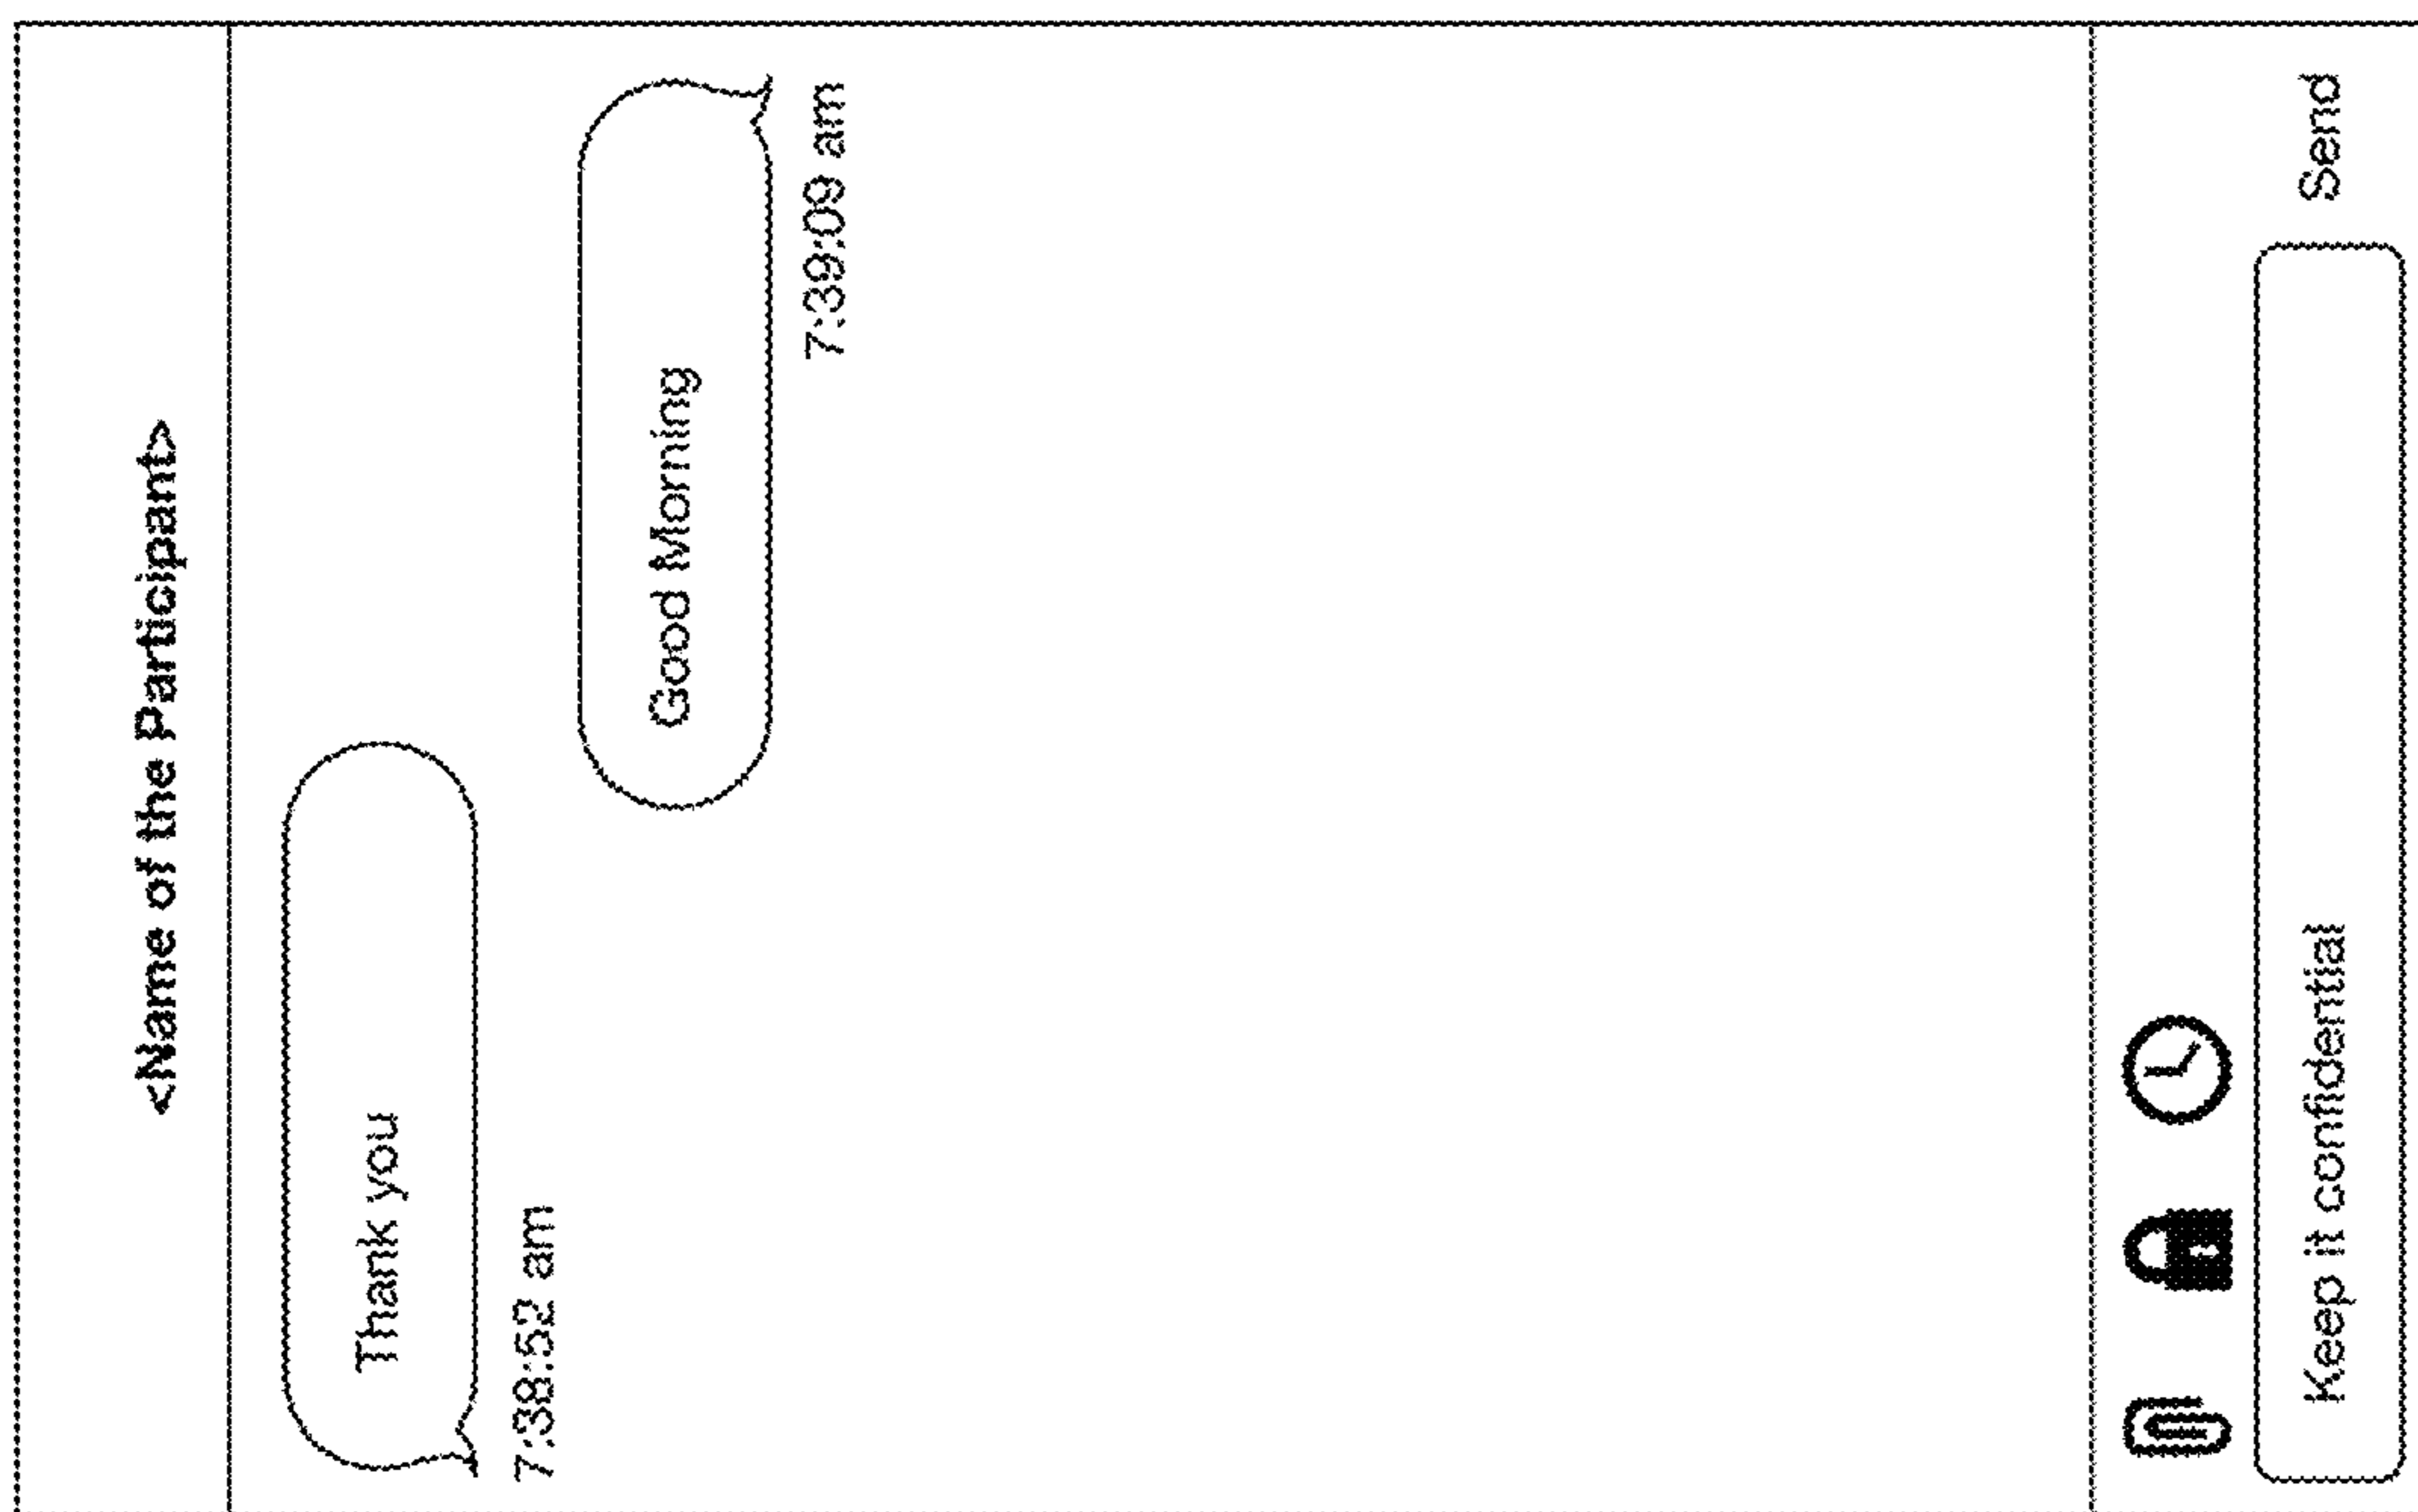 <Name of the Participant>
Thank you
7:38:52 am
Good Morning
7:39:09 am
Keep it confidential
Send